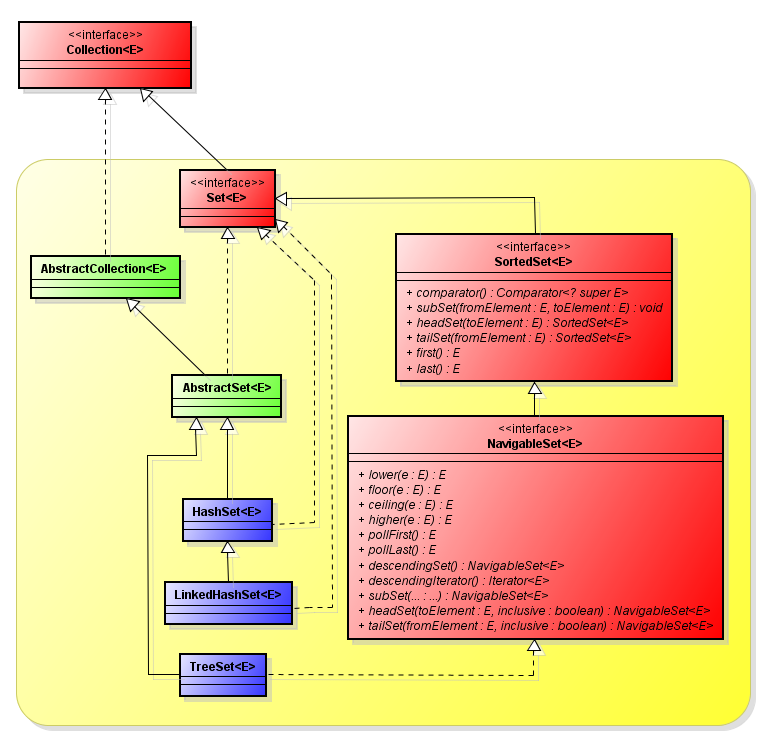 <<interface>>
Collection<E>
<<interface>>
Set<E>
<<interface>>
SortedSet<E>
+ comparator() : Comparator<? super E>
+ subSet(fromElement : E, toElement : E) : void
+ headSet(toElement : E) : SortedSet<E>
+ tailSet(fromElement : E) : SortedSet<E>
+ first() : E
+ last() : E
AbstractCollection<E>
AbstractSet<E>
<<interface>>
NavigableSet<E>
+ lower(e : E) : E
+ floor(e : E) : E
+ ceiling(e : E) : E
+ higher(e : E) : E
+ pollFirst() : E
+ pollLast() : E
+ descendingSet() : NavigableSet<E>
+ descendingIterator() : Iterator<E>
+ subSet(... : ...) : NavigableSet<E>
+ headSet(toElement : E, inclusive : boolean) : NavigableSet<E>
+ tailSet(fromElement : E, inclusive : boolean) : NavigableSet<E>
HashSet<E>
LinkedHashSet<E>
TreeSet<E>